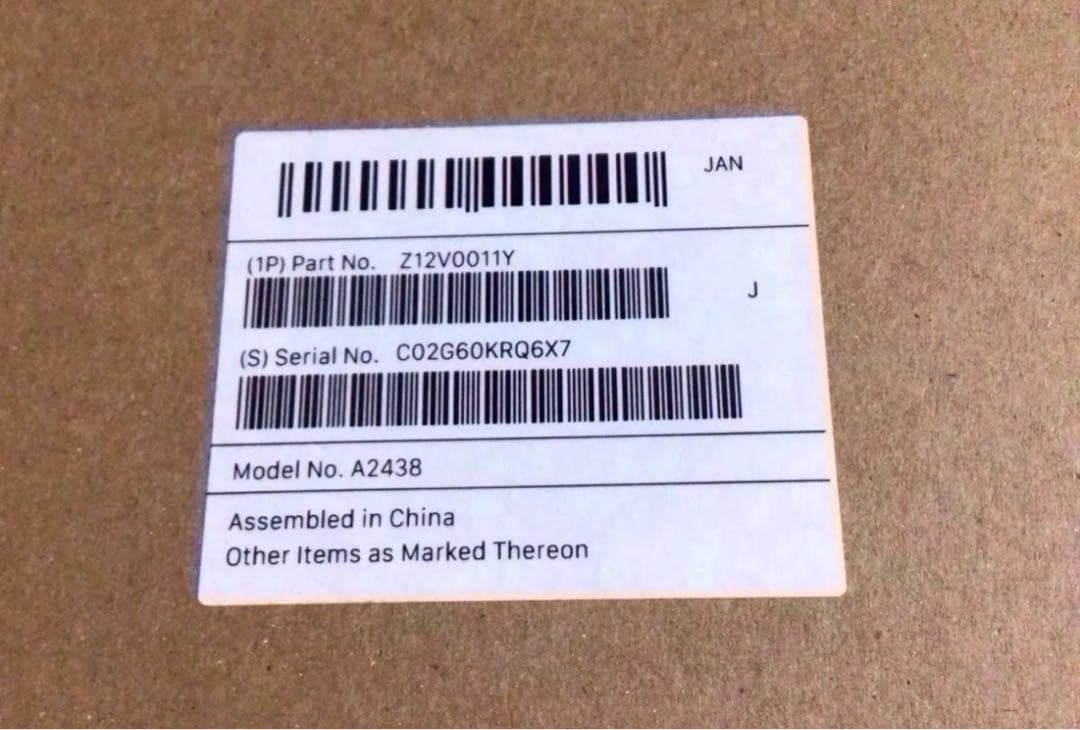 JAN
(1P) Part No. Z12V0011Y
J
(S) Serial No. C02G60KRQ6X7
Model No. A2438
Assembled in China
Other Items as Marked Thereon